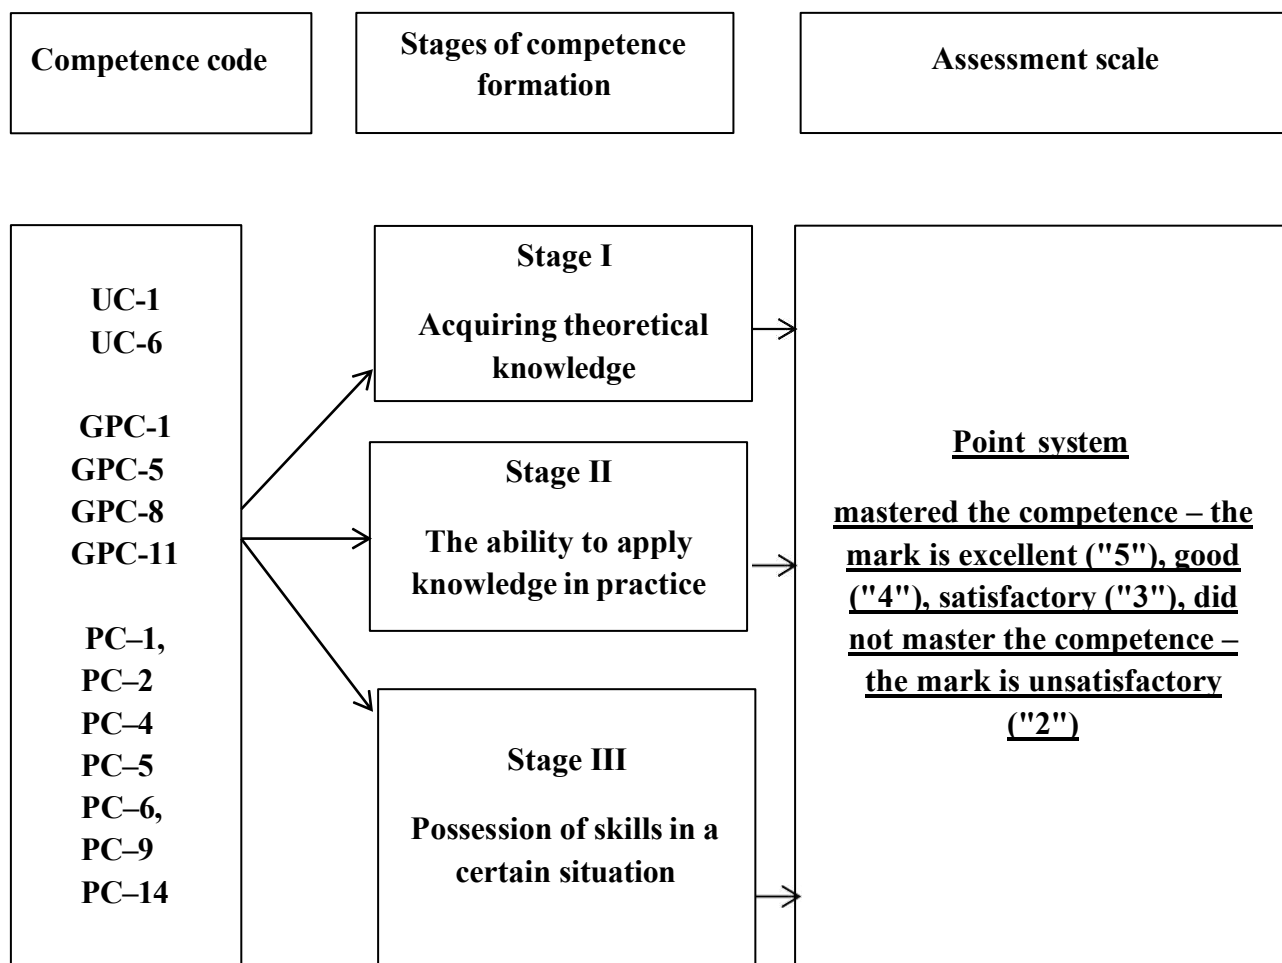 Competence code
Stages of competence
formation
Assessment scale
UC-1
UC-6
GPC-1
GPC-5
GPC-8
GPC-11
PC–1,
PC–2
PC–4
PC–5
PC–6,
PC–9
PC–14
Stage I
Acquiring theoretical
knowledge
Stage II
The ability to apply
knowledge in practice
Stage III
Possession of skills in a
certain situation
Point system
mastered the competence – the
mark is excellent ("5"), good
("4"), satisfactory ("3"), did
not master the competence –
the mark is unsatisfactory
("2")